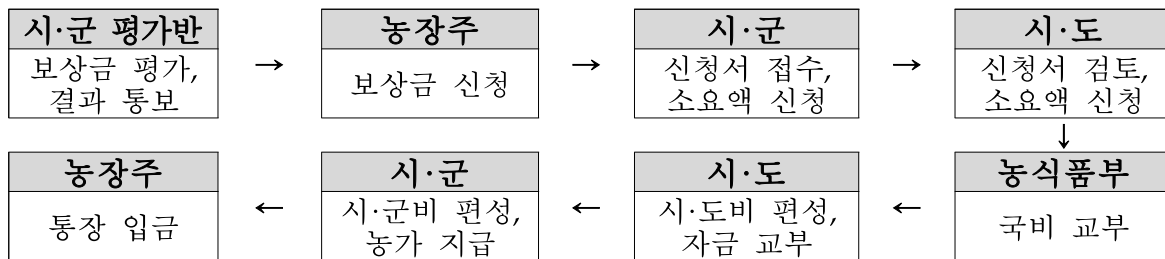 시·군 평가반
보상금 평가,
결과 통보
→
농장주
보상금 신청
→
시·군
신청서 접수,
소요액 신청
→
시·도
신청서 검토,
소요액 신청
↓
농식품부
국비 교부
←
시·도
시·도비 편성,
자금 교부
←
시·군
시·군비 편성,
농가 지급
←
농장주
통장 입금